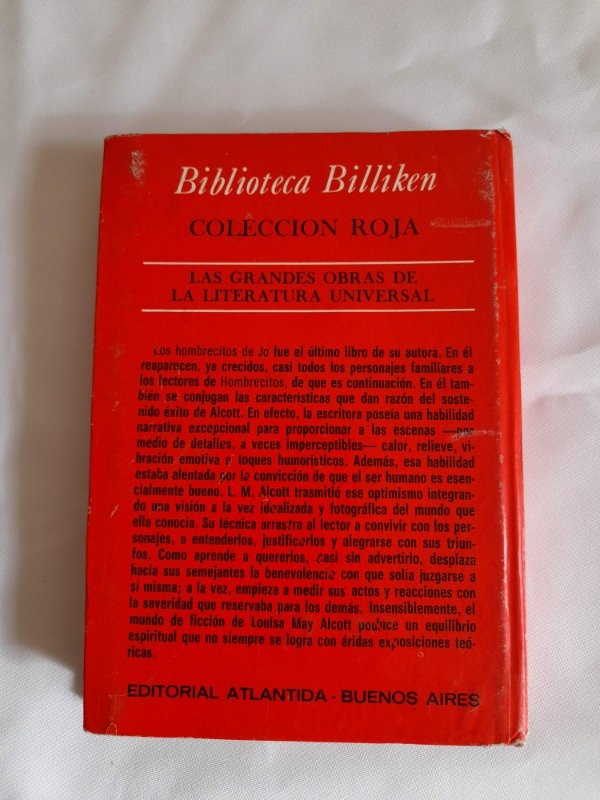 Biblioteca Billiken
COLECCION ROJA
LAS GRANDES OBRAS DE
LA LITERATURA UNIVERSAL
Los hombrecitos de Jo fue el último libro de su autora. En él
reaparecen, ya crecidos, casi todos los personajes familiares a
los lectores de Hombrecitos, de que es continuación. En él tam-
bién se conjugan las características que dan razón del soste-
nido éxito de Alcott. En efecto, la escritora poseía una habilidad
narrativa excepcional para proporcionar a las escenas —por
medio de detalles, a veces imperceptibles— calor, relieve, vi-
bración emotiva y toques humorísticos. Además, esa habilidad
estaba alentada por la convicción de que el ser humano es esen-
cialmente bueno. L. M. Alcott trasmitió ese optimismo integran-
do una visión a la vez idealizada y fotográfica del mundo que
ella conocía. Su técnica arrastra al lector a convivir con los per-
sonajes, a entenderlos, justificarlos y alegrarse con sus triun-
fos. Como aprende a quererlos, casi sin advertirlo, desplaza
hacia sus semejantes la benevolencia con que solía juzgarse a
sí misma; a la vez, empieza a medir sus actos y reacciones con
la severidad que reservaba para los demás. Insensiblemente, el
mundo de ficción de Louisa May Alcott produce un equilibrio
espiritual que no siempre se logra con áridas exposiciones teó-
ricas.
EDITORIAL ATLANTIDA - BUENOS AIRES